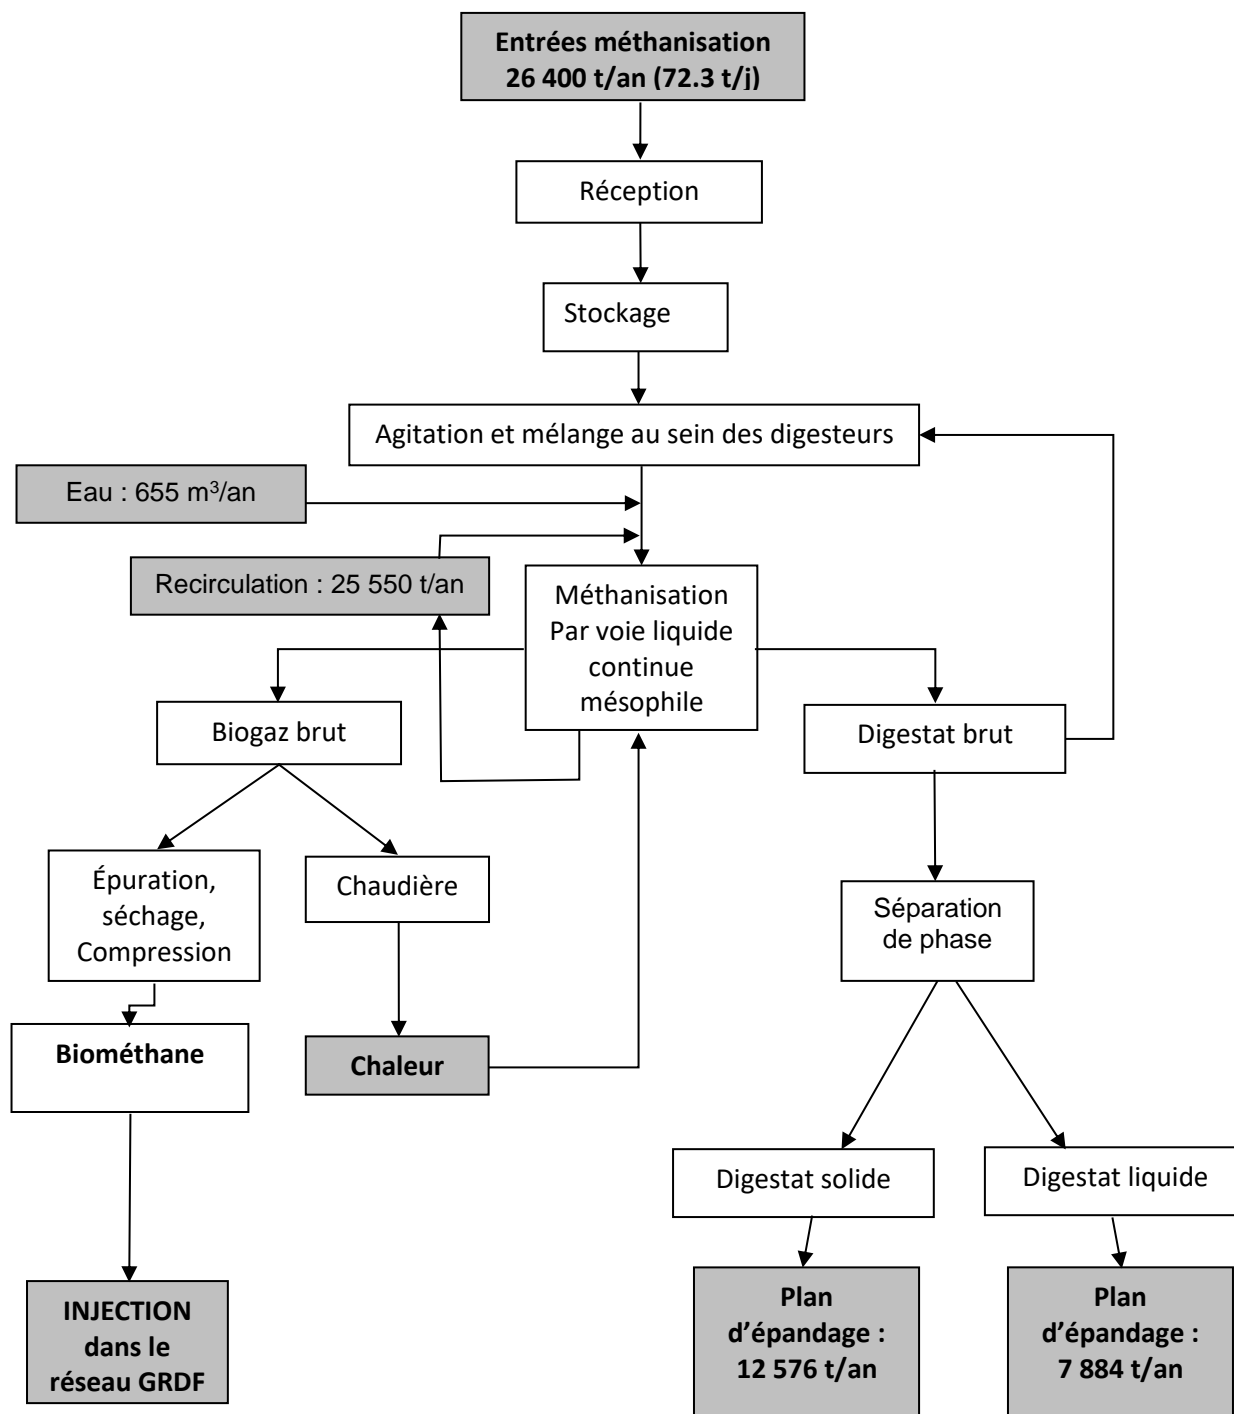 Entrées méthanisation
26 400 t/an (72.3 t/j)
Réception
Stockage
Agitation et mélange au sein des digesteurs
Eau : 655 m³/an
Recirculation : 25 550 t/an
Méthanisation
Par voie liquide
continue
mésophile
Biogaz brut
Digestat brut
Épuration,
séchage,
Compression
Chaudière
Séparation
de phase
Biométhane
Chaleur
Digestat solide
Digestat liquide
INJECTION
dans le
réseau GRDF
Plan
d’épandage :
12 576 t/an
Plan
d’épandage :
7 884 t/an